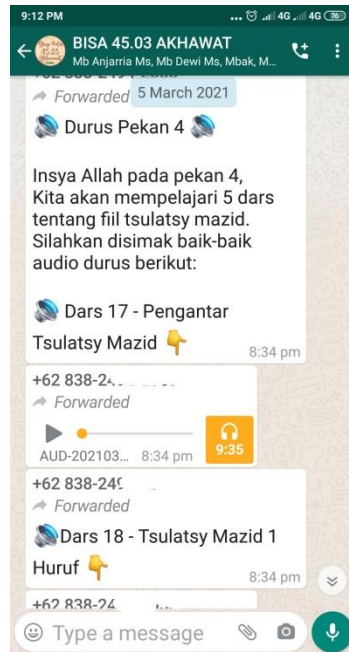 9:12 PM ... 4G 4G 76
BISA 45.03 AKHAWAT
Mb Anjarria Ms, Mb Dewi Ms, Mbak, M...
Forwarded
5 March 2021
Durus Pekan 4
Insya Allah pada pekan 4,
Kita akan mempelajari 5 dars
tentang fiil tsulatsy mazid.
Silahkan disimak baik-baik
audio durus berikut:
Dars 17 - Pengantar
Tsulatsy Mazid
8:34 pm
+62 838-24
Forwarded
9:35
AUD-202103... 8:34 pm
+62 838-249
Forwarded
Dars 18 - Tsulatsy Mazid 1
Huruf
8:34 pm
+62 838-24
Type a message